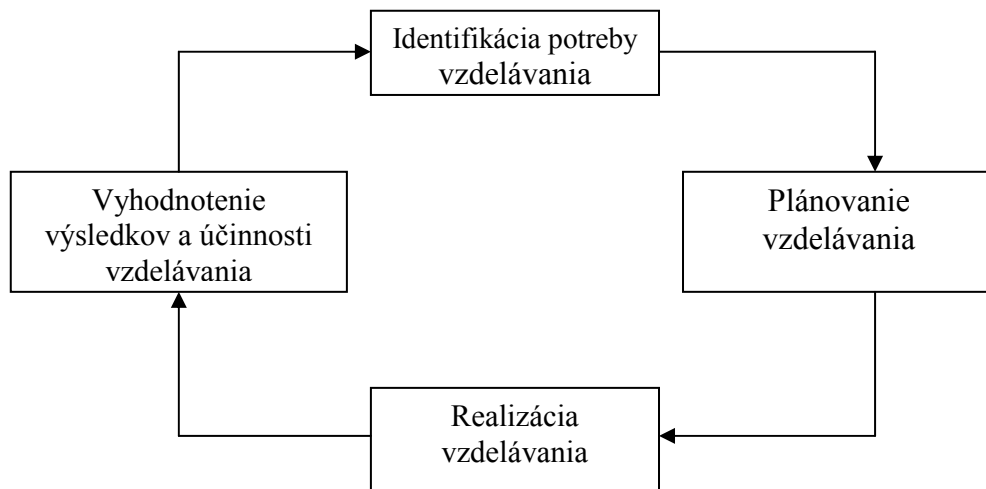 Identifikácia potreby
vzdelávania
Plánovanie
vzdelávania
Realizácia
vzdelávania
Vyhodnotenie
výsledkov a účinnosti
vzdelávania